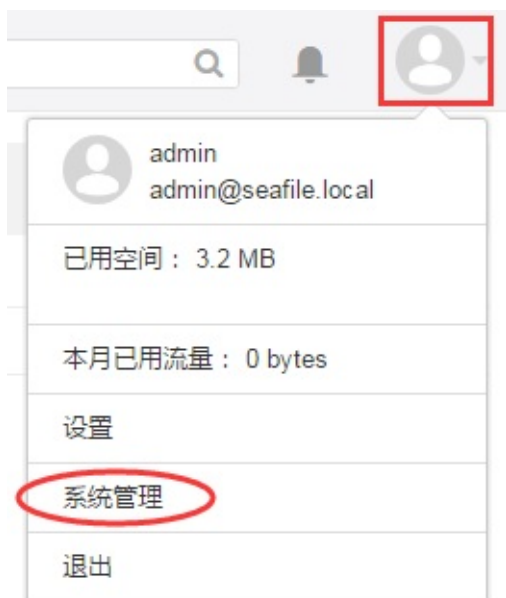 admin
admin@seafile.local
已用空间： 3.2 MB
本月已用流量： 0 bytes
设置
系统管理
退出